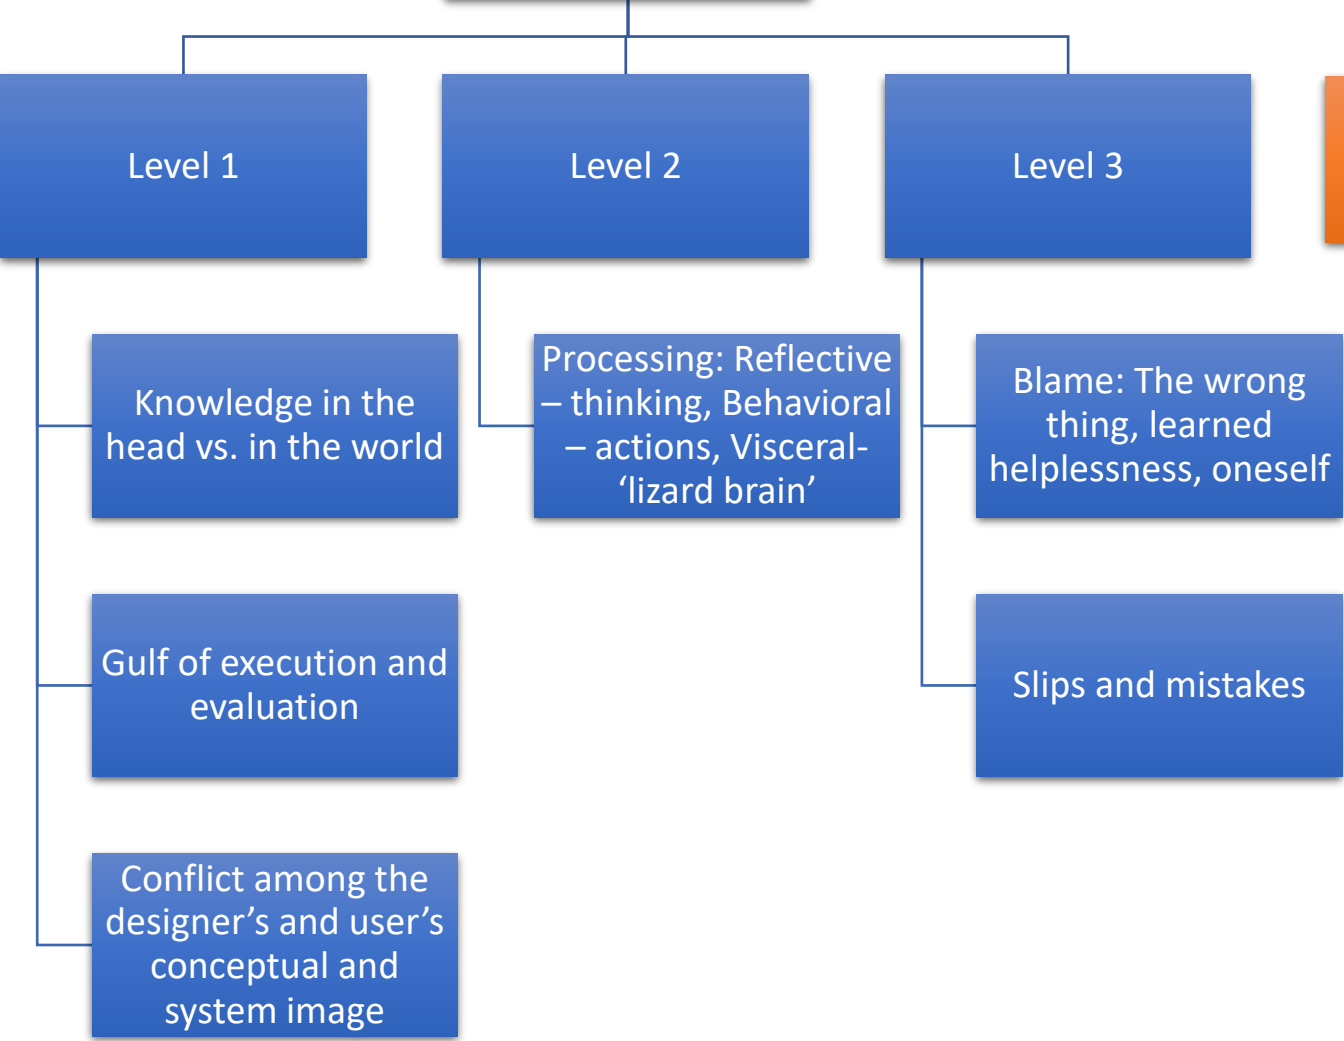 Level 1
Level 2
Level 3
Knowledge in the
head vs. in the world
Processing: Reflective
– thinking, Behavioral
– actions, Visceral-
‘lizard brain’
Blame: The wrong
thing, learned
helplessness, oneself
Gulf of execution and
evaluation
Slips and mistakes
Conflict among the
designer’s and user’s
conceptual and
system image